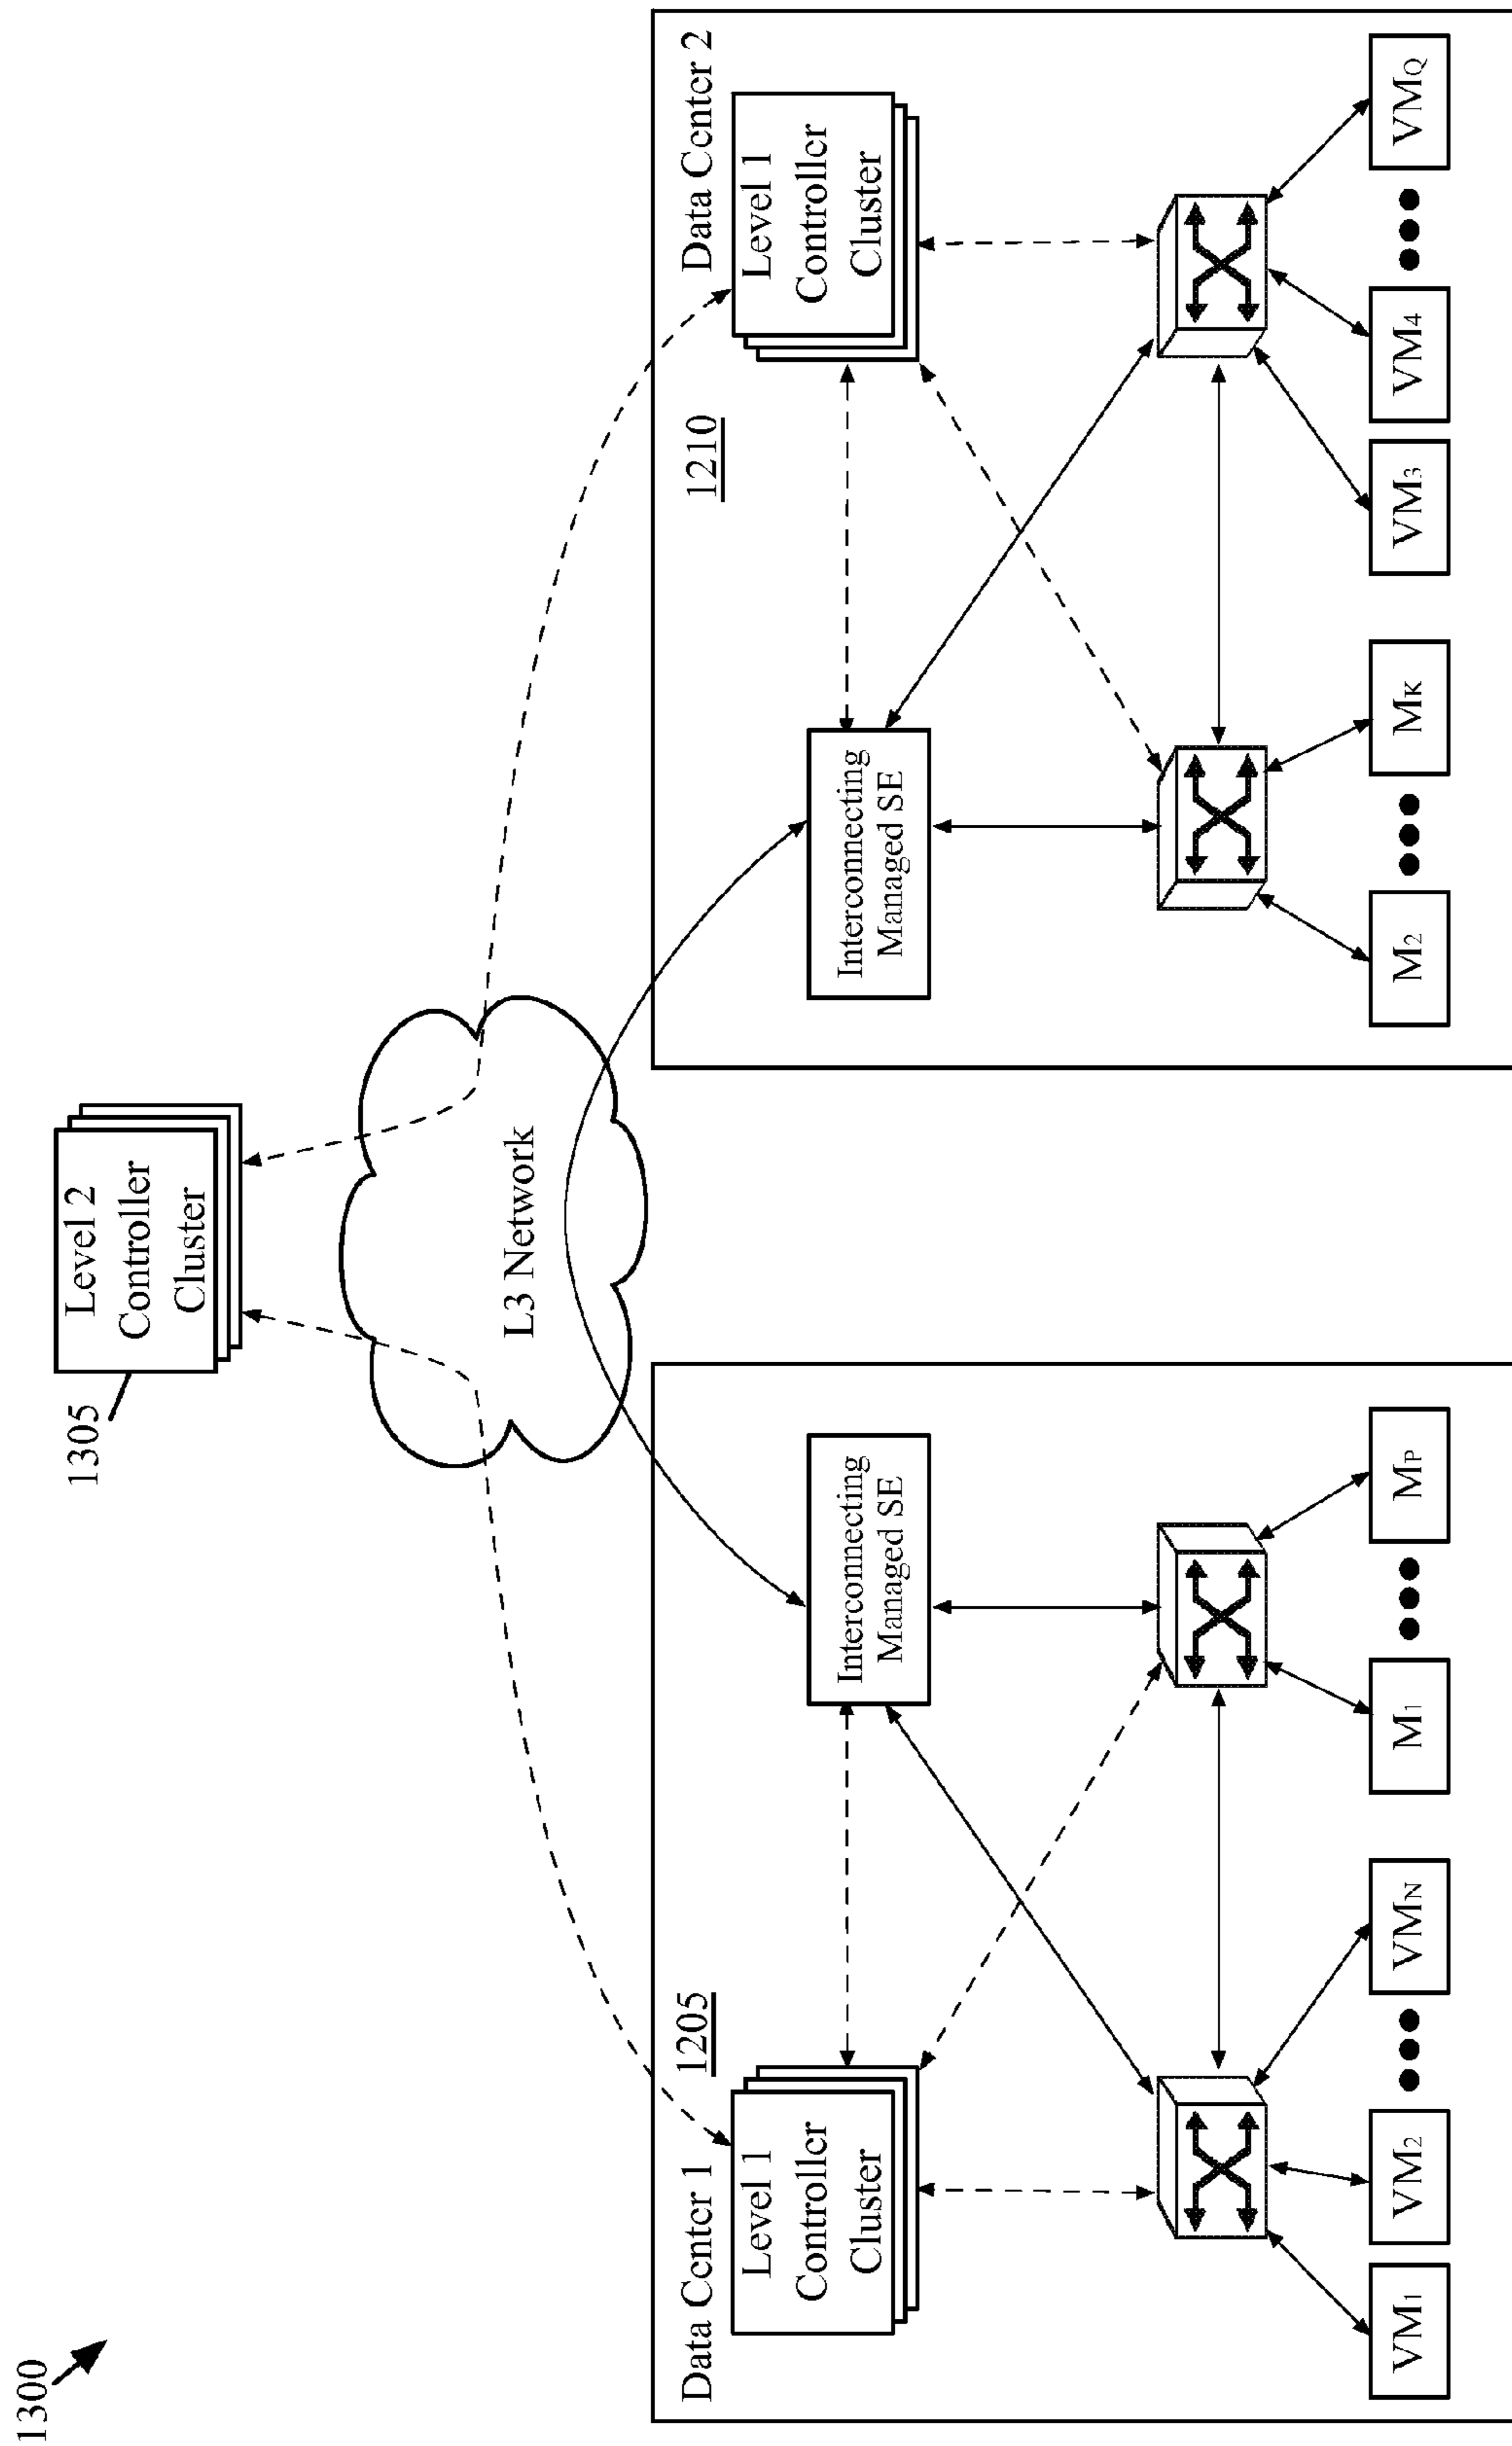 1300
1305
Level 2
Controller
Cluster
L3 Network
Data Center 1
1205
Level 1
Controller
Cluster
Interconnecting
Managed SE
VM1
VM2
VMN
M1
MP
Data Center 2
1210
Level 1
Controller
Cluster
Interconnecting
Managed SE
M2
MK
VM3
VM4
VMQ